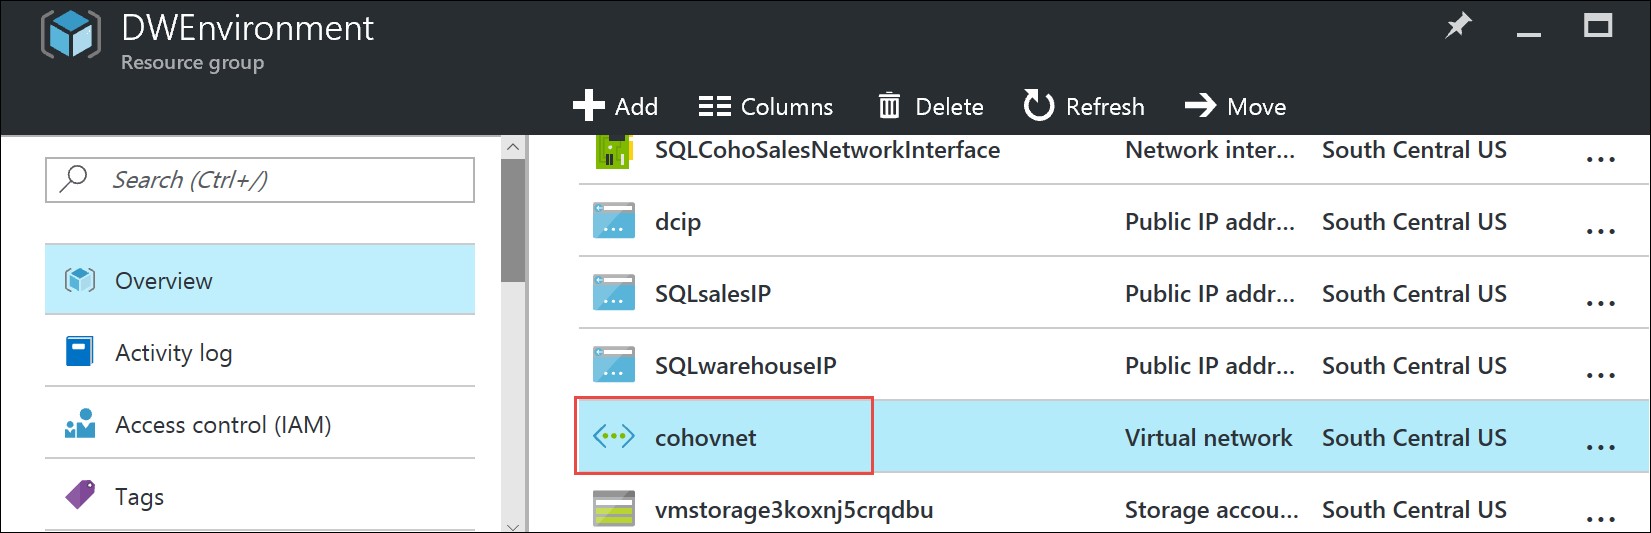 DWEnvironment
Resource group
Add Columns Delete Refresh Move
Search (Ctrl+/)
Overview
Activity log
Access control (IAM)
Tags
SQLCohoSalesNetworkInterface Network inter... South Central US ...
dcip Public IP addr... South Central US ...
SQLsalesIP Public IP addr... South Central US ...
SQLwarehouseIP Public IP addr... South Central US ...
cohovnet Virtual network South Central US ...
vmstorage3koxnj5crqdbu Storage accou... South Central US ...